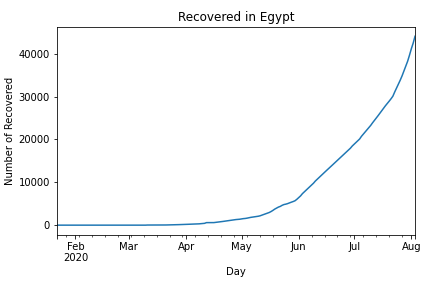 Recovered in Egypt
Number of Recovered
40000
30000
20000
10000
0
Feb Mar Apr May Jun Jul Aug
2020
Day